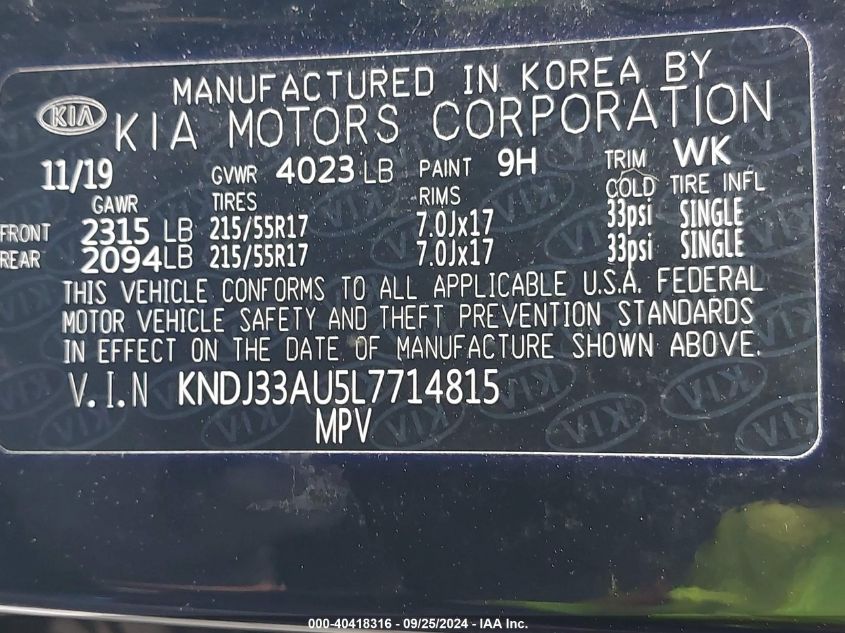 MANUFACTURED IN KOREA BY
KIA KIA MOTORS CORPORATION
11/19 GVWR 4023 LB PAINT 9H TRIM WK
GAWR TIRES RIMS COLD TIRE INFL
FRONT 2315 LB 215/55R17 7.0Jx17 33psi SINGLE
REAR 2094LB 215/55R17 7.0Jx17 33psi SINGLE
THIS VEHICLE CONFORMS TO ALL APPLICABLE U.S.A. FEDERAL
MOTOR VEHICLE SAFETY AND THEFT PREVENTION STANDARDS
IN EFFECT ON THE DATE OF MANUFACTURE SHOWN ABOVE.
V.I.N KNDJ33AU5L7714815
MPV
000-40418316 - 09/25/2024 - IAA Inc.